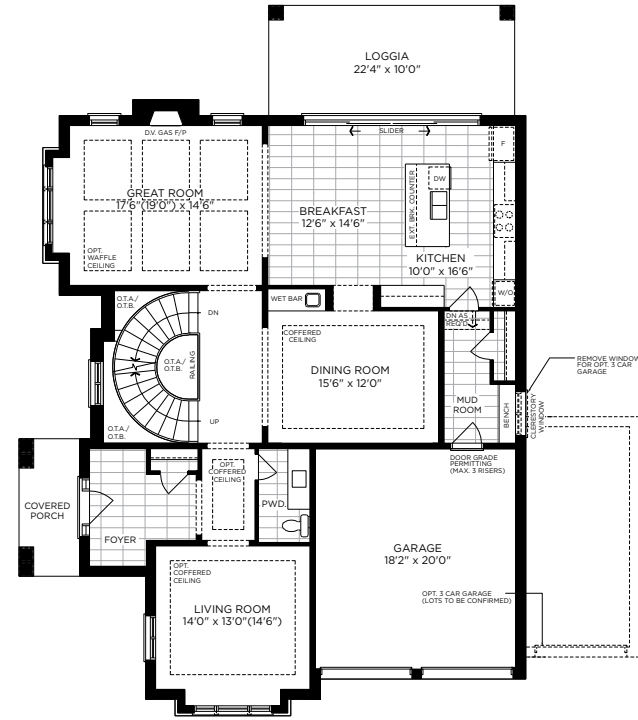 LOGGIA
22'4" x 10'0"
D.V. GAS F/P
SLIDER
F
DW
EXT. BRK. COUNTER
GREAT ROOM
17'6"(19'0") x 14'6"
BREAKFAST
12'6" x 14'6"
OPT.
WAFFLE
CEILING
KITCHEN
10'0" x 16'6"
W/O
O.T.A./
O.T.B.
DN
WET BAR
DN AS
REQ'D
COFFERED
CEILING
O.T.A./
O.T.B.
RAILING
DINING ROOM
15'6" x 12'0"
REMOVE WINDOW
FOR OPT. 3 CAR
GARAGE
MUD
ROOM
BENCH
CLERESTORY
WINDOW
UP
O.T.A./
O.T.B.
OPT.
COFFERED
CEILING
DOOR GRADE
PERMITTING
(MAX. 3 RISERS)
COVERED
PORCH
PWD.
FOYER
GARAGE
18'2" x 20'0"
OPT.
COFFERED
CEILING
OPT. 3 CAR GARAGE
(LOTS TO BE CONFIRMED)
LIVING ROOM
14'0" x 13'0"(14'6")